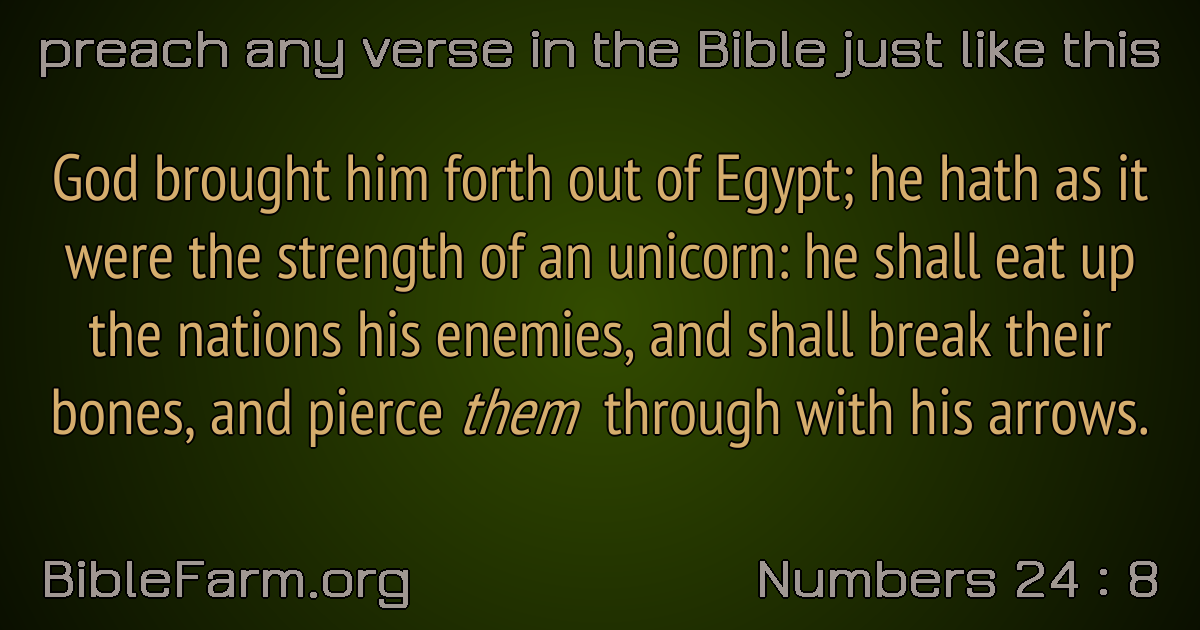 preach any verse in the Bible just like this
God brought him forth out of Egypt; he hath as it
were the strength of an unicorn: he shall eat up
the nations his enemies, and shall break their
bones, and pierce them through with his arrows.
BibleFarm.org
Numbers 24 : 8